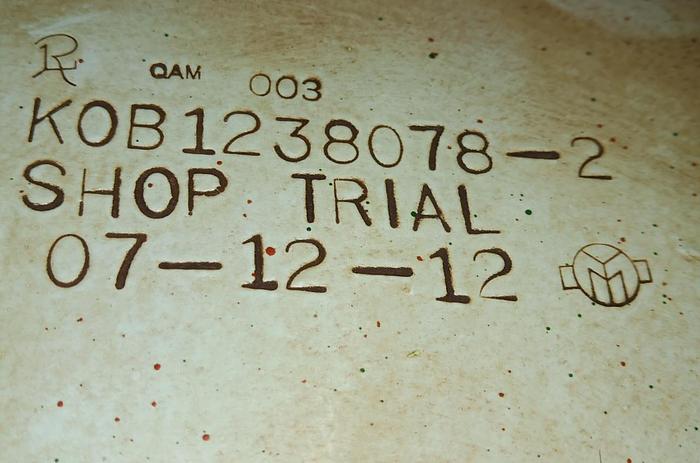 R QAM 003
KOB1238078-2
SHOP TRIAL
07-12-12